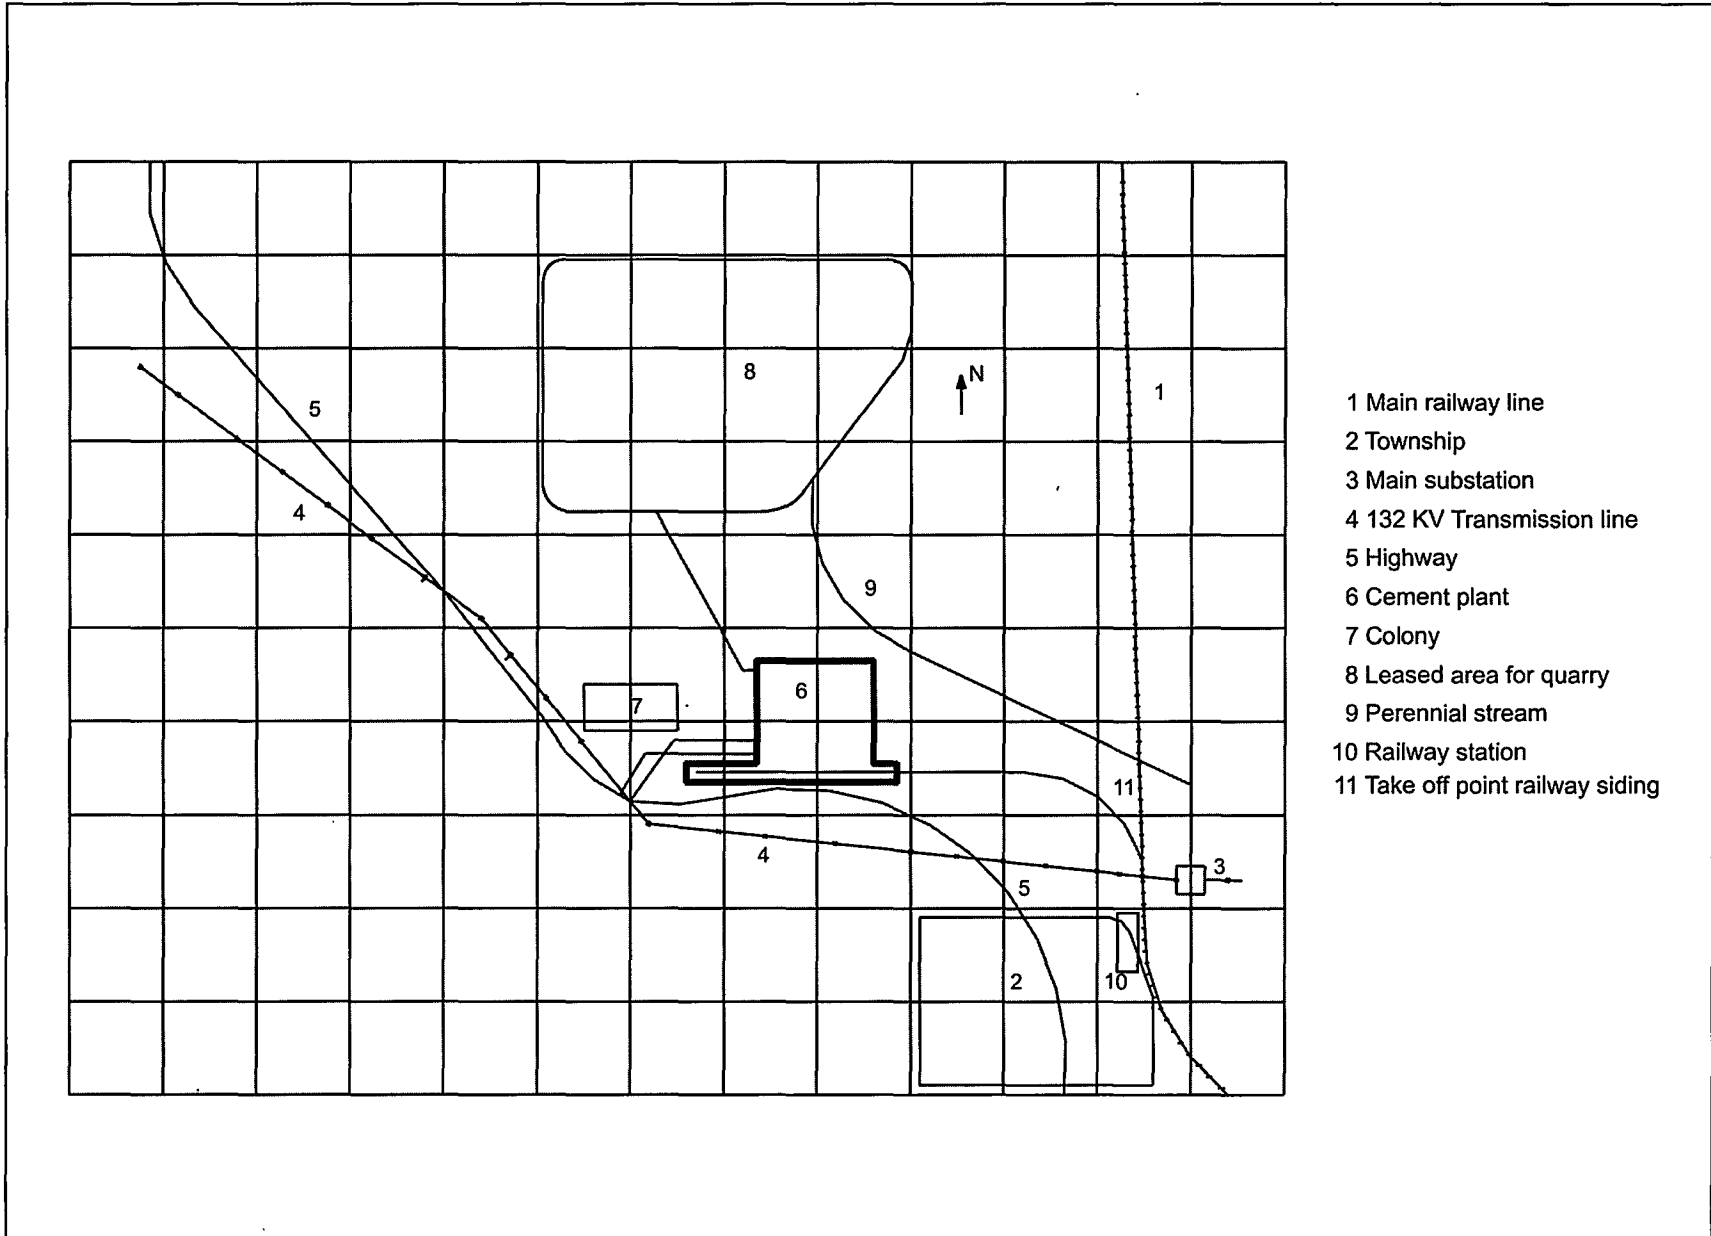 8
N
1
5
4
9
6
7
11
4
3
5
2
10
1 Main railway line
2 Township
3 Main substation
4 132 KV Transmission line
5 Highway
6 Cement plant
7 Colony
8 Leased area for quarry
9 Perennial stream
10 Railway station
11 Take off point railway siding